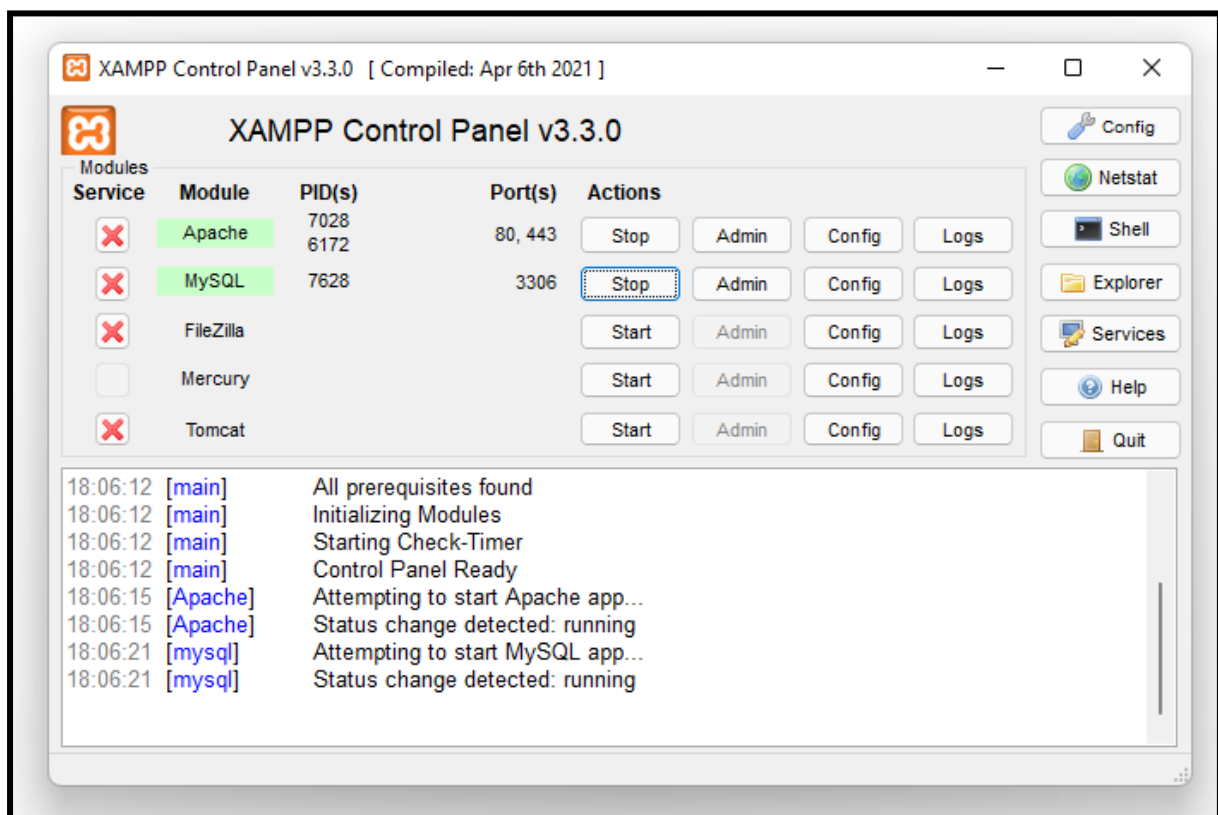 XAMPP Control Panel v3.3.0 [ Compiled: Apr 6th 2021 ]
XAMPP Control Panel v3.3.0
Config
Modules
Service Module PID(s) Port(s) Actions
Netstat
Apache 7028 6172 80, 443 Stop Admin Config Logs
Shell
MySQL 7628 3306 Stop Admin Config Logs
Explorer
FileZilla Start Admin Config Logs
Services
Mercury Start Admin Config Logs
Help
Tomcat Start Admin Config Logs
Quit
18:06:12 [main] All prerequisites found
18:06:12 [main] Initializing Modules
18:06:12 [main] Starting Check-Timer
18:06:12 [main] Control Panel Ready
18:06:15 [Apache] Attempting to start Apache app...
18:06:15 [Apache] Status change detected: running
18:06:21 [mysql] Attempting to start MySQL app...
18:06:21 [mysql] Status change detected: running